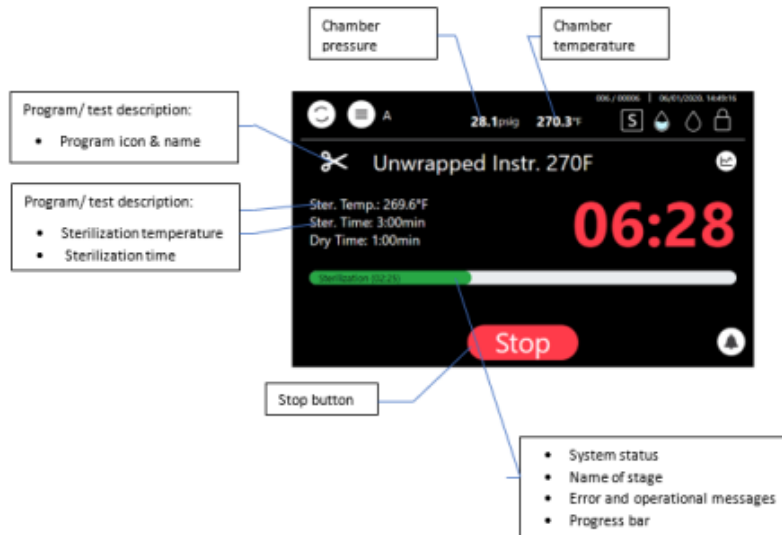 Chamber
pressure
Chamber
temperature
Program/ test description:
• Program icon & name
Program/ test description:
• Sterilization temperature
• Sterilization time
006 / 00006 | 06/01/2020, 14:49:16
A
28.1psig 270.3°F
S
Unwrapped Instr. 270F
Ster. Temp.: 269.6°F
Ster. Time: 3:00min
Dry Time: 1:00min
06:28
Sterilization (02:25)
Stop
Stop button
• System status
• Name of stage
• Error and operational messages
• Progress bar